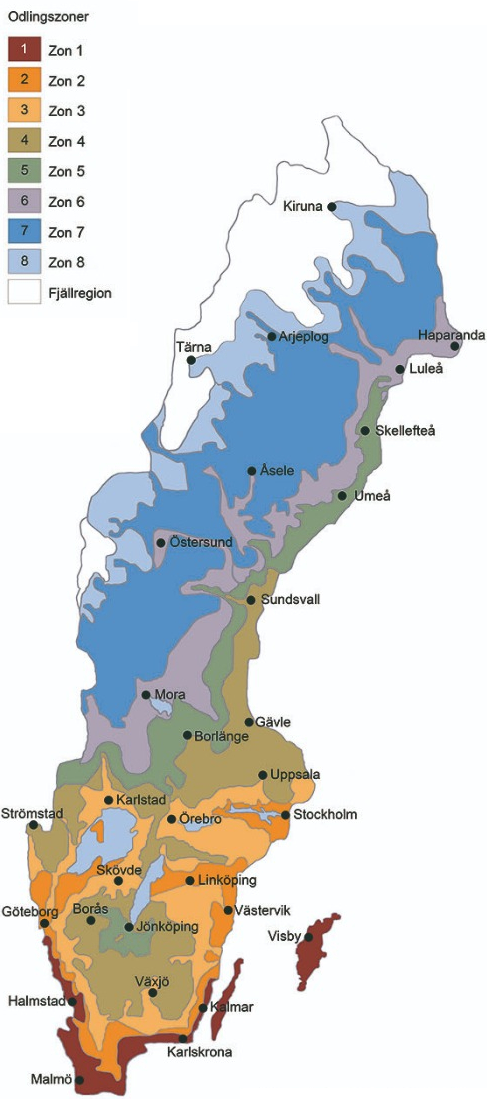 Odlingszoner
1 Zon 1
2 Zon 2
3 Zon 3
4 Zon 4
5 Zon 5
6 Zon 6
7 Zon 7
8 Zon 8
Fjällregion
Kiruna
Haparanda
Arjeplog
Tärna
Luleå
Skellefteå
Åsele
Umeå
Östersund
Sundsvall
Mora
Gävle
Borlänge
Uppsala
Karlstad
Strömstad
Örebro
Stockholm
Skövde
Linköping
Göteborg
Borås
Västervik
Jönköping
Visby
Växjö
Halmstad
Kalmar
Karlskrona
Malmö